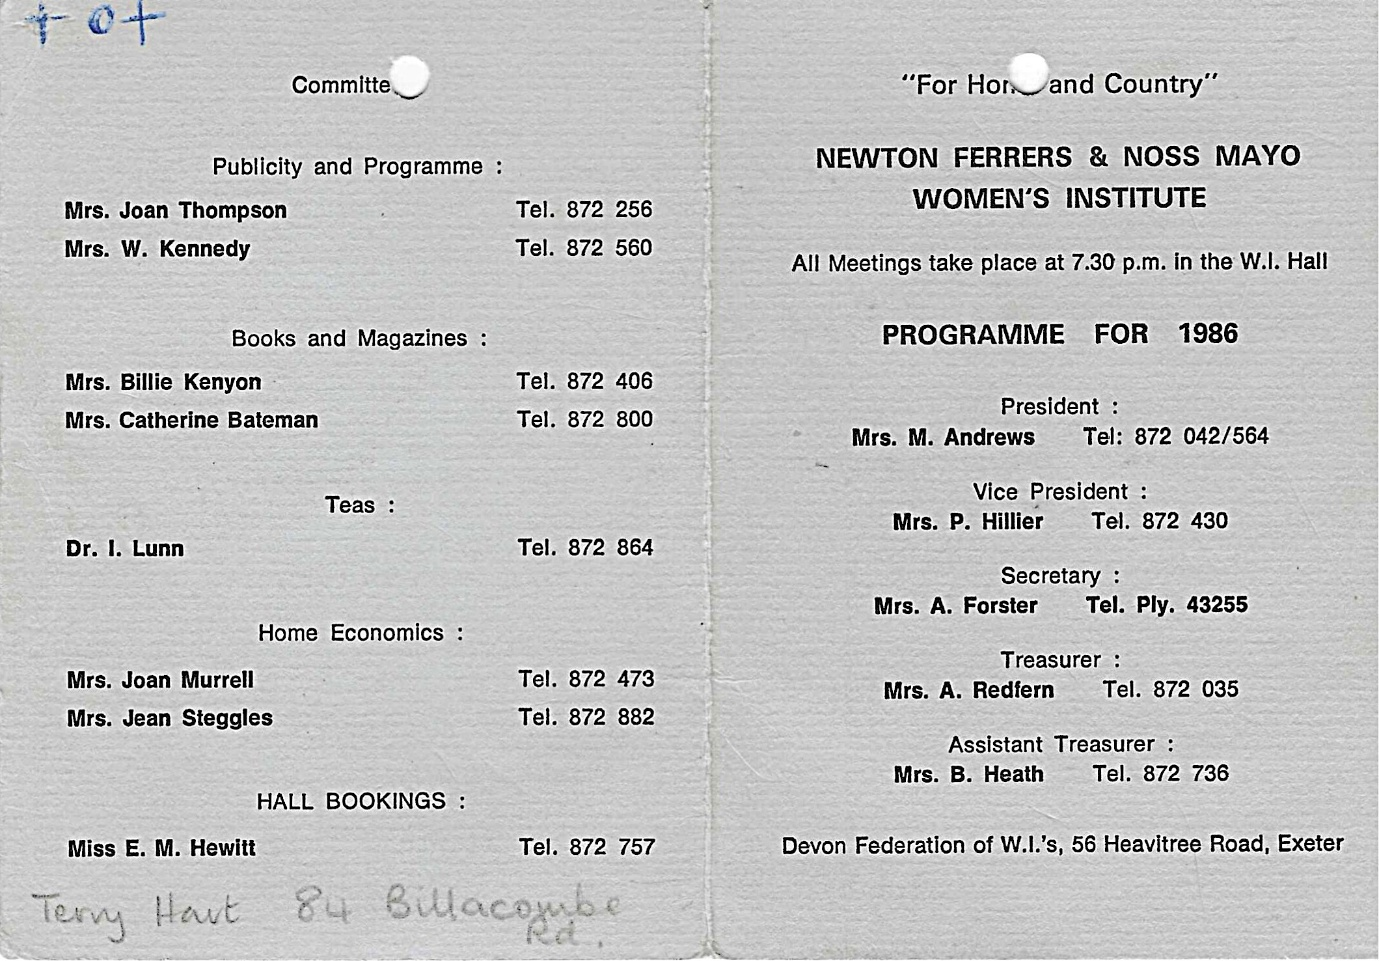 + 0 +
Committe
Publicity and Programme :
Mrs. Joan Thompson Tel. 872 256
Mrs. W. Kennedy Tel. 872 560
Books and Magazines :
Mrs. Billie Kenyon Tel. 872 406
Mrs. Catherine Bateman Tel. 872 800
Teas :
Dr. I. Lunn Tel. 872 864
Home Economics :
Mrs. Joan Murrell Tel. 872 473
Mrs. Jean Steggles Tel. 872 882
HALL BOOKINGS :
Miss E. M. Hewitt Tel. 872 757
Terry Hart 84 Billacombe
Rd.
"For Hom and Country"
NEWTON FERRERS & NOSS MAYO
WOMEN'S INSTITUTE
All Meetings take place at 7.30 p.m. in the W.I. Hall
PROGRAMME FOR 1986
President :
Mrs. M. Andrews Tel: 872 042/564
Vice President :
Mrs. P. Hillier Tel. 872 430
Secretary :
Mrs. A. Forster Tel. Ply. 43255
Treasurer :
Mrs. A. Redfern Tel. 872 035
Assistant Treasurer :
Mrs. B. Heath Tel. 872 736
Devon Federation of W.I.'s, 56 Heavitree Road, Exeter